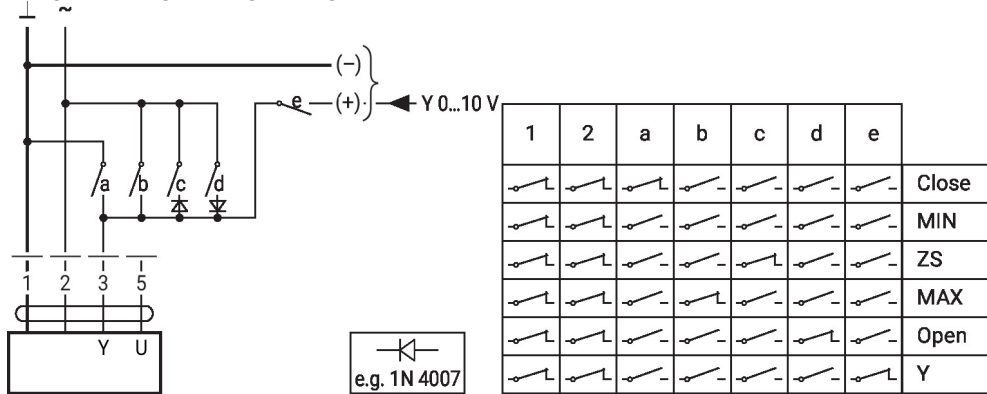 ⊥ ~
(−)
e (+) Y 0...10 V
a b c d
1 2 3 5
Y U
e.g. 1N 4007
1 2 a b c d e
Close
MIN
ZS
MAX
Open
Y